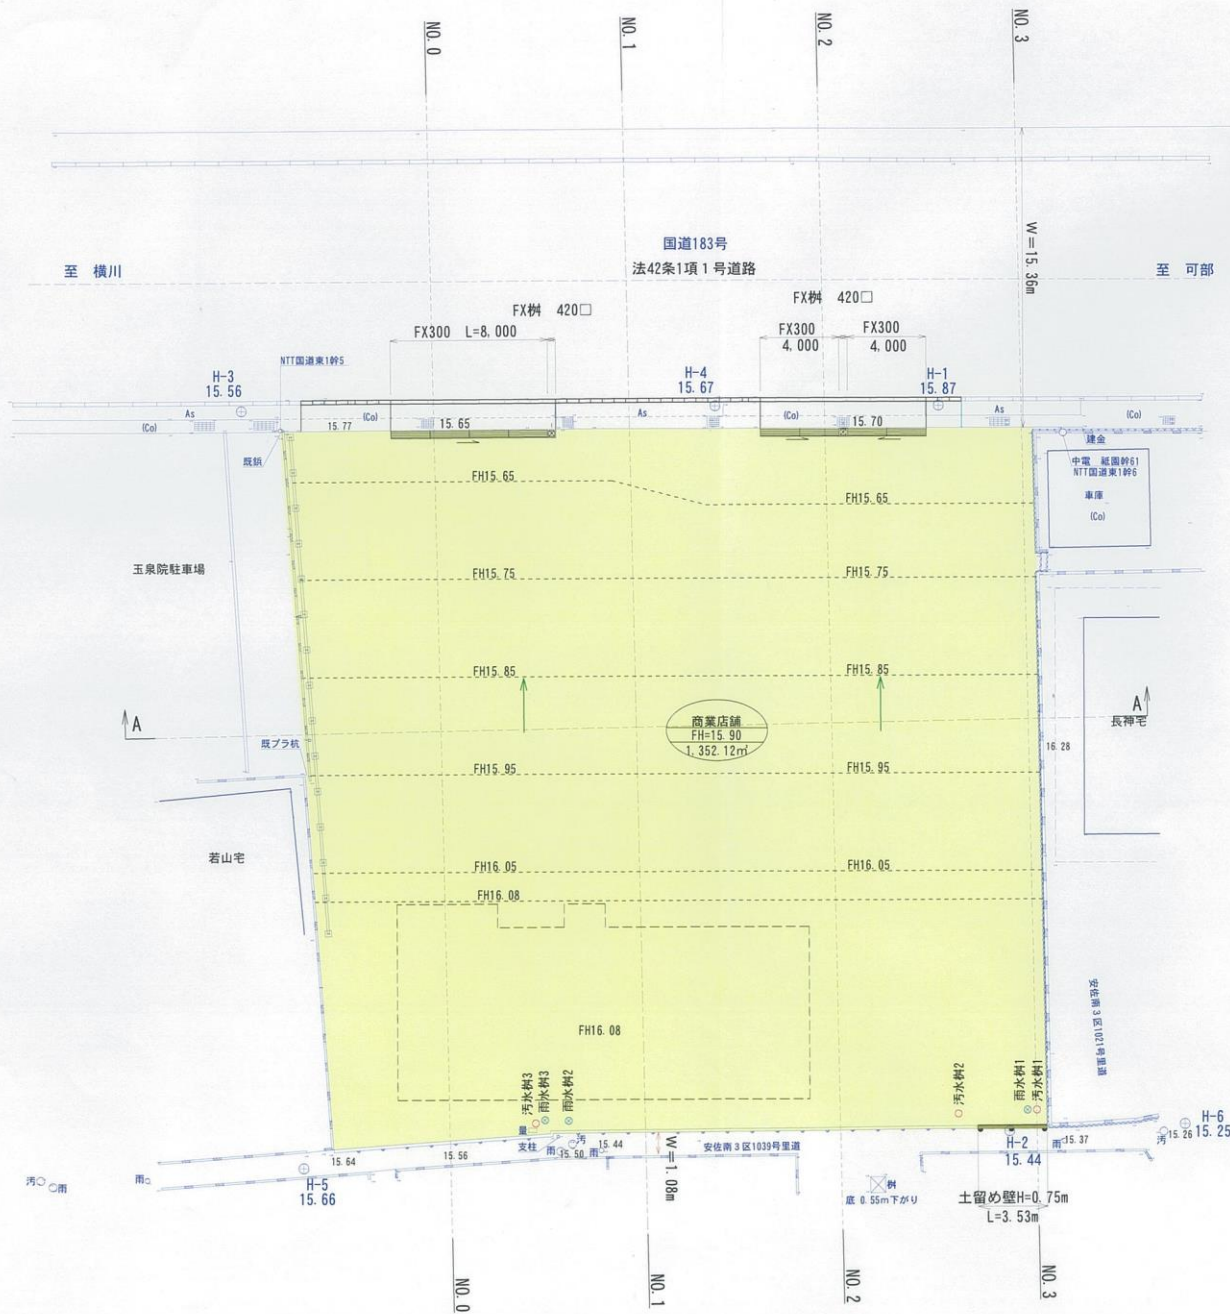 NO. 0
NO. 1
NO. 2
NO. 3
W=15. 36m
国道183号
法42条1項1号道路
至 横川
至 可部
FX桝 420□
FX桝 420□
FX300 L=8, 000
FX300
4, 000
FX300
4, 000
NTT国道東1幹5
H-3
15. 56
H-4
15. 67
H-1
15. 87
As
As
As
(Co)
(Co)
(Co)
(Co)
15. 77
15. 65
15. 70
建金
既鋲
中電 祗園幹61
NTT国道東1幹6
車庫
(Co)
FH15. 65
FH15. 65
玉泉院駐車場
FH15. 75
FH15. 75
FH15. 85
FH15. 85
A
A
商業店舗
FH=15. 90
1, 352. 12㎡
長神宅
既プラ杭
16. 28
FH15. 95
FH15. 95
若山宅
FH16. 05
FH16. 05
FH16. 08
FH16. 08
安佐南3区1021号里道
汚水桝3
雨水桝3
雨水桝2
汚水桝2
雨水桝1
汚水桝1
量
支柱
雨
汚
15. 50
雨
15. 44
15. 64
15. 56
W=1. 08m
安佐南3区1039号里道
H-2
15. 44
雨
15. 37
汚
15. 26
H-6
15. 25
汚
雨
雨
H-5
15. 66
桝
底 0. 55m下がり
土留め壁H=0. 75m
L=3. 53m
NO. 0
NO. 1
NO. 2
NO. 3